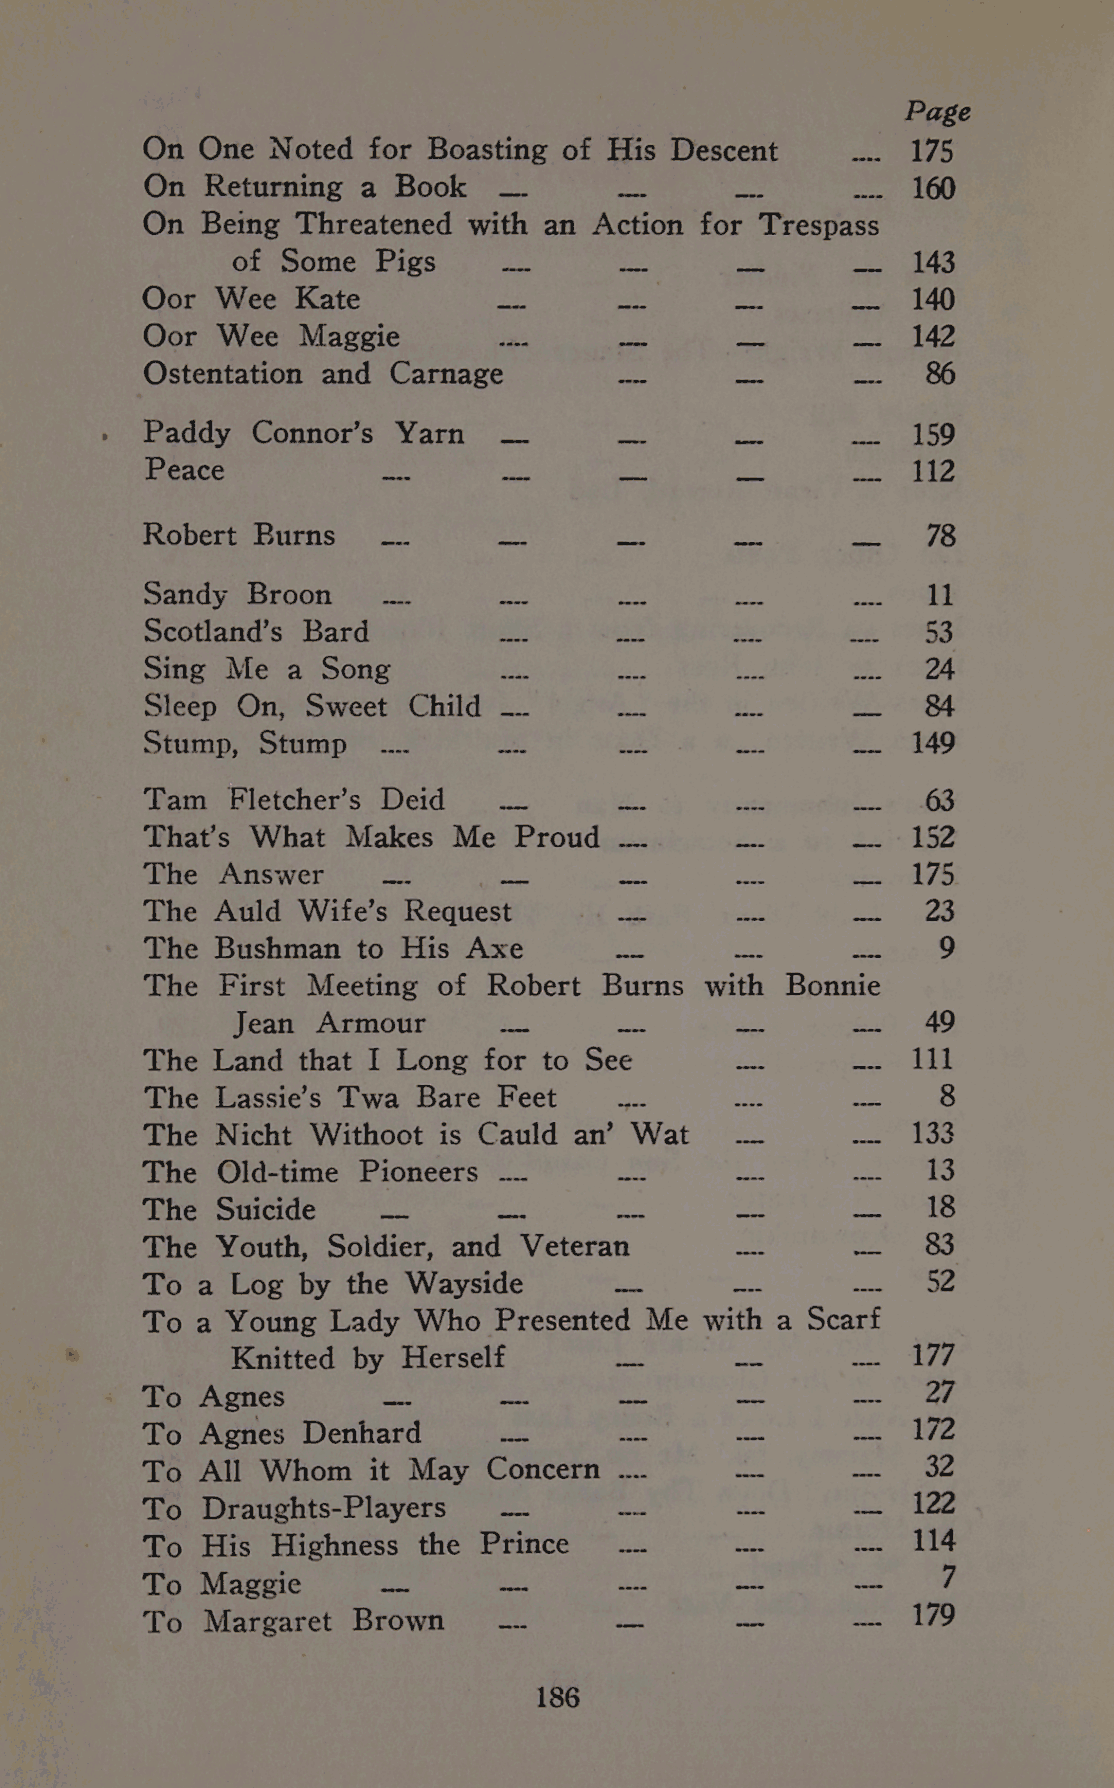 Page
On One Noted for Boasting of His Descent .... 175
On Returning a Book .... .... .... .... 160
On Being Threatened with an Action for Trespass
of Some Pigs .... .... .... .... 143
Oor Wee Kate .... .... .... .... 140
Oor Wee Maggie .... .... .... .... 142
Ostentation and Carnage .... .... .... 86
Paddy Connor's Yarn .... .... .... .... 159
Peace .... .... .... .... .... 112
Robert Burns .... .... .... .... .... 78
Sandy Broon .... .... .... .... .... 11
Scotland's Bard .... .... .... .... 53
Sing Me a Song .... .... .... .... 24
Sleep On, Sweet Child .... .... .... .... 84
Stump, Stump .... .... .... .... .... 149
Tam Fletcher's Deid .... .... .... .... 63
That's What Makes Me Proud .... .... .... 152
The Answer .... .... .... .... .... 175
The Auld Wife's Request .... .... .... 23
The Bushman to His Axe .... .... .... 9
The First Meeting of Robert Burns with Bonnie
Jean Armour .... .... .... .... 49
The Land that I Long for to See .... .... 111
The Lassie's Twa Bare Feet .... .... .... 8
The Nicht Withoot is Cauld an' Wat .... .... 133
The Old-time Pioneers .... .... .... .... 13
The Suicide .... .... .... .... .... 18
The Youth, Soldier, and Veteran .... .... 83
To a Log by the Wayside .... .... .... 52
To a Young Lady Who Presented Me with a Scarf
Knitted by Herself .... .... .... 177
To Agnes .... .... .... .... .... 27
To Agnes Denhard .... .... .... .... 172
To All Whom it May Concern .... .... .... 32
To Draughts-Players .... .... .... .... 122
To His Highness the Prince .... .... .... 114
To Maggie .... .... .... .... .... 7
To Margaret Brown .... .... .... .... 179
186